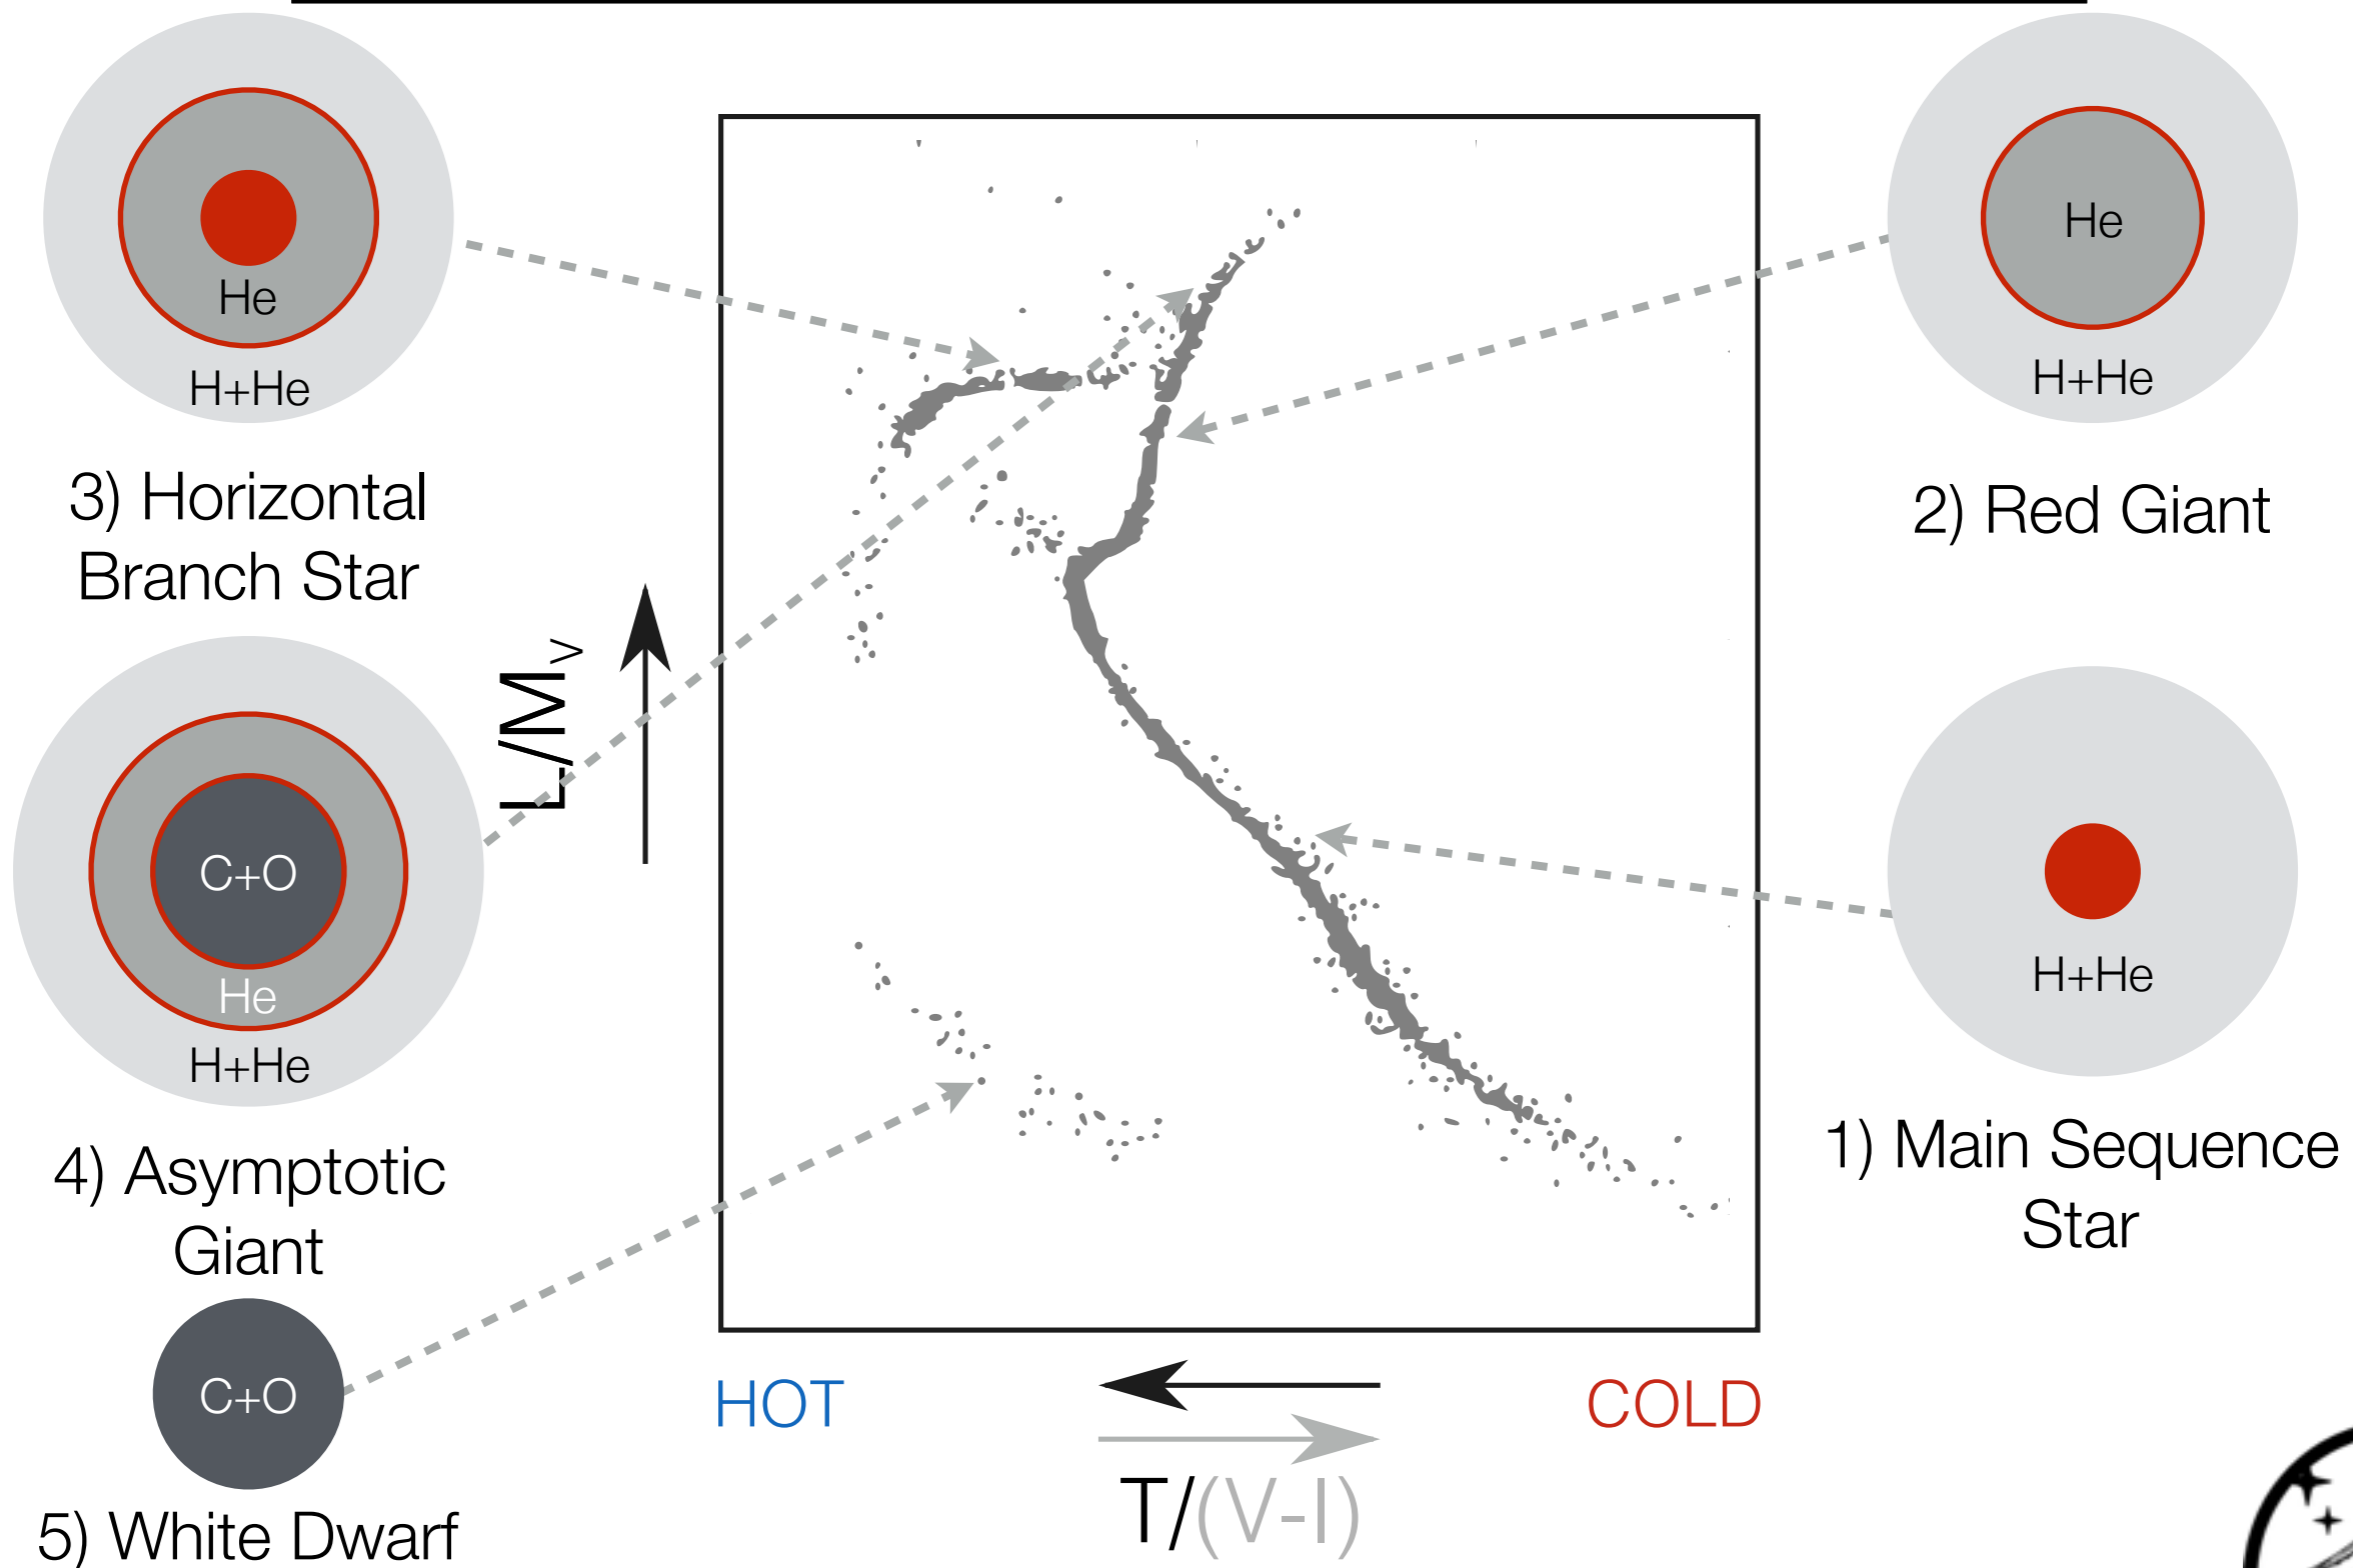 He
H+He
3) Horizontal
Branch Star
He
H+He
2) Red Giant
L/MV
C+O
He
H+He
4) Asymptotic
Giant
H+He
1) Main Sequence
Star
C+O
5) White Dwarf
HOT
COLD
T/(V-I)